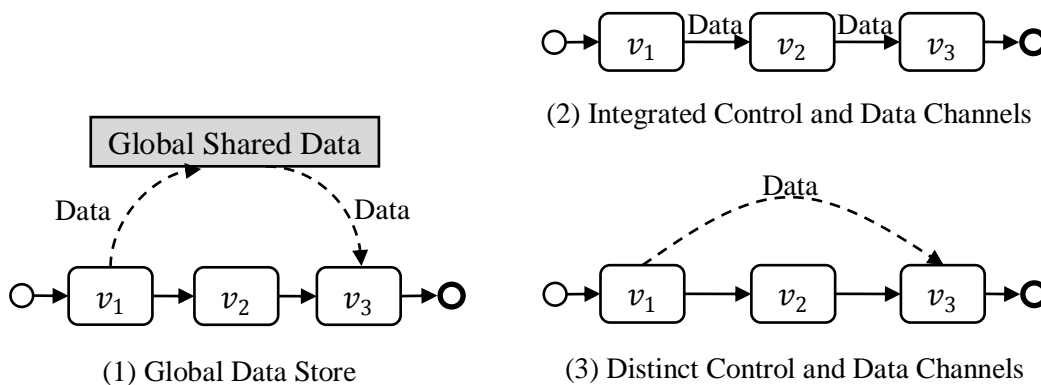 Global Shared Data
Data
Data
v₁
v₂
v₃
(1) Global Data Store
Data
Data
v₁
v₂
v₃
(2) Integrated Control and Data Channels
Data
v₁
v₂
v₃
(3) Distinct Control and Data Channels